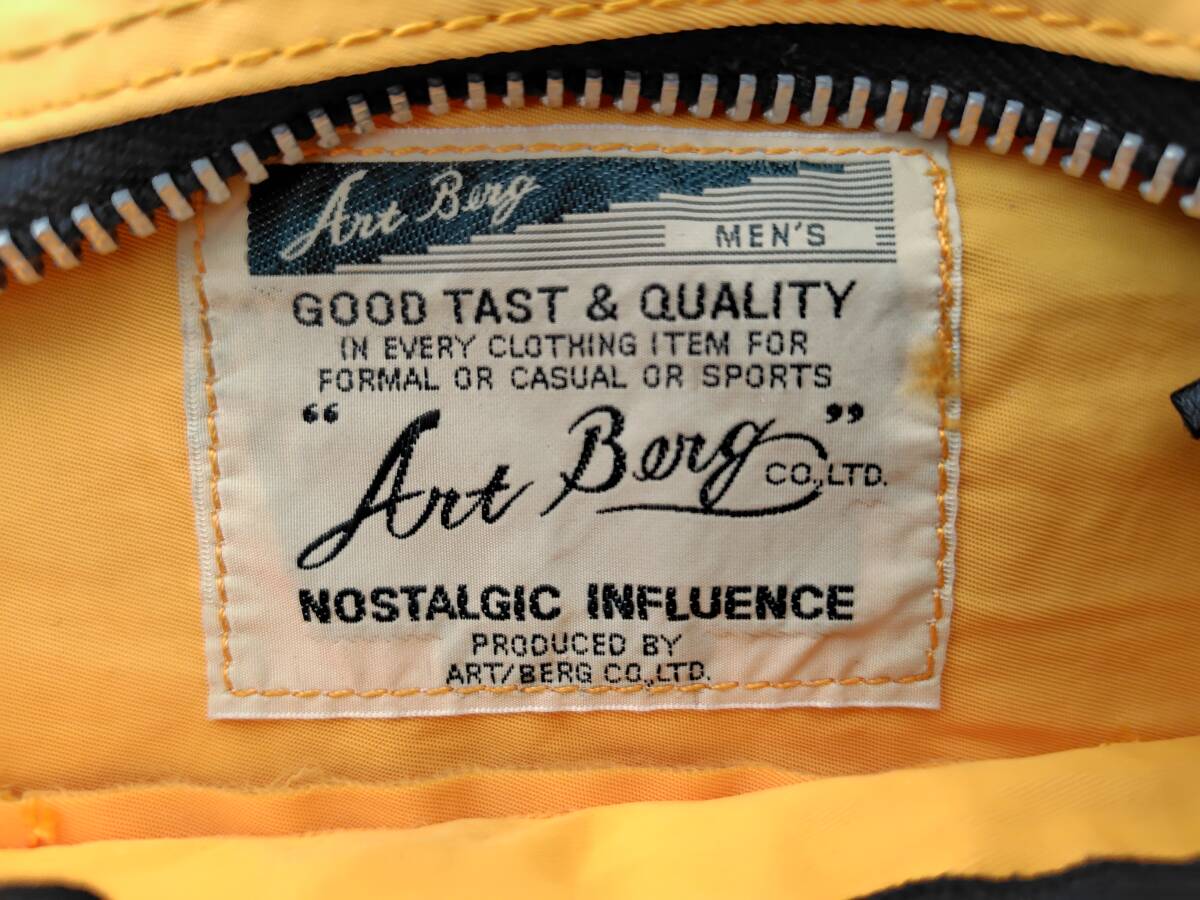 Art Berg
MEN'S
GOOD TAST & QUALITY
IN EVERY CLOTHING ITEM FOR
FORMAL OR CASUAL OR SPORTS
“Art Berg” CO.,LTD.
NOSTALGIC INFLUENCE
PRODUCED BY
ART/BERG CO.,LTD.